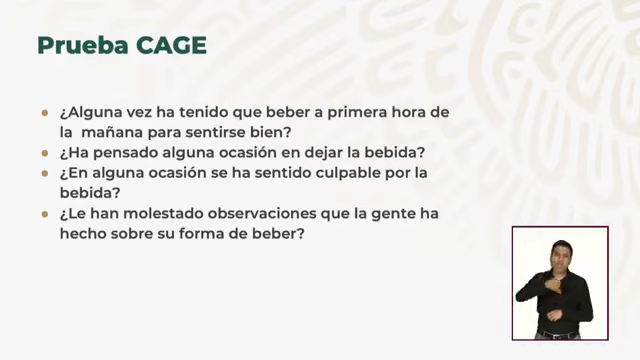 Prueba CAGE
• ¿Alguna vez ha tenido que beber a primera hora de
la mañana para sentirse bien?
• ¿Ha pensado alguna ocasión en dejar la bebida?
• ¿En alguna ocasión se ha sentido culpable por la
bebida?
• ¿Le han molestado observaciones que la gente ha
hecho sobre su forma de beber?